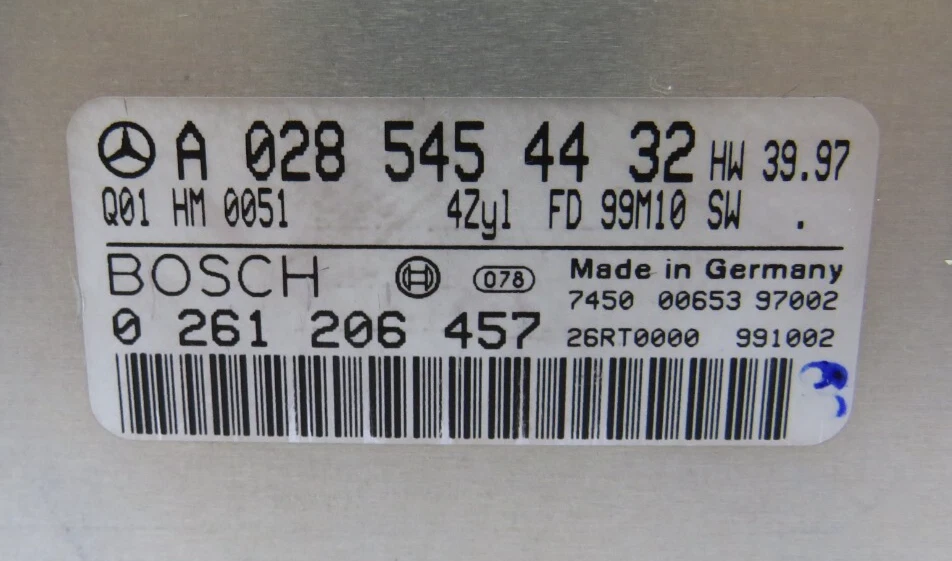 A 028 545 44 32 HW 39.97
Q01 HM 0051 4Zyl FD 99M10 SW .
BOSCH 078 Made in Germany
7450 00653 97002
0 261 206 457 26RT0000 991002